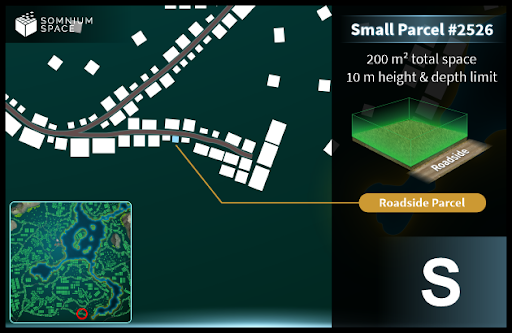 SOMNIUM
SPACE
Small Parcel #2526
200 m² total space
10 m height & depth limit
Roadside
Roadside Parcel
S